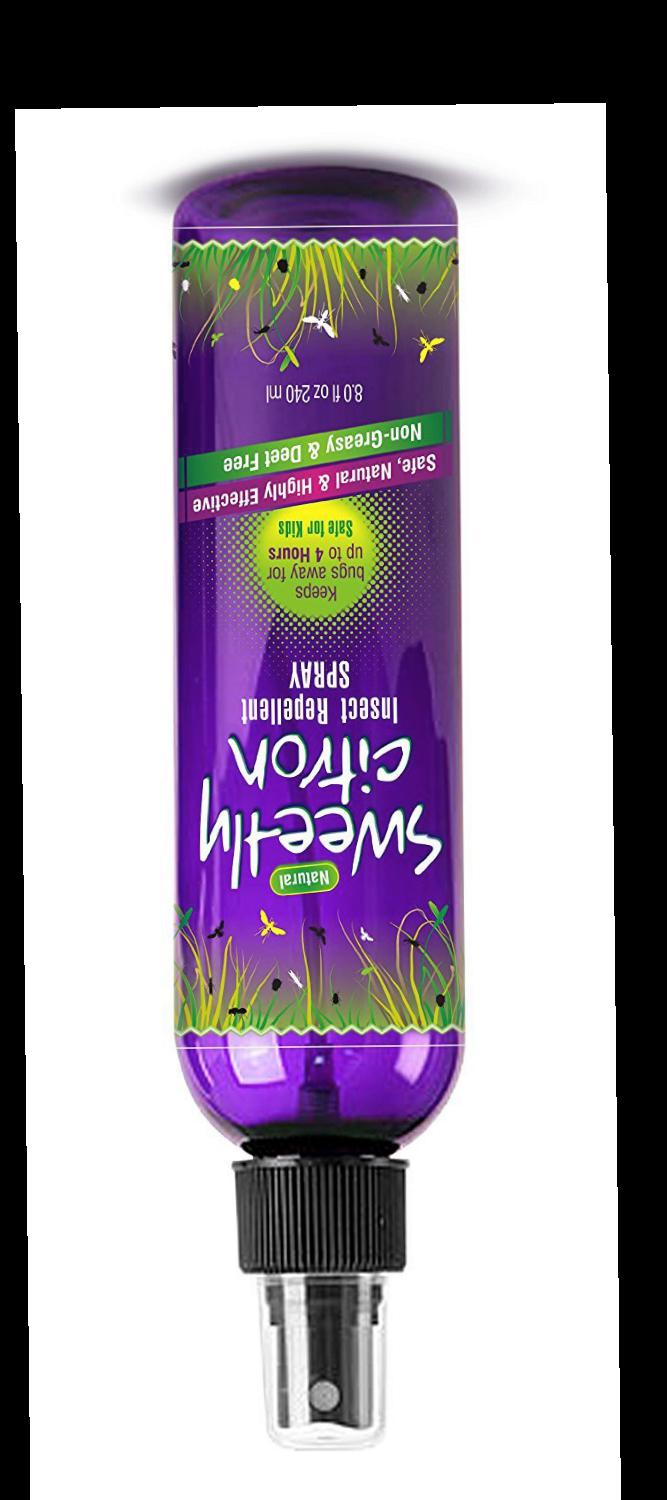 Natural
sweetly
citron
Insect Repellent
SPRAY
Keeps
bugs away for
up to 4 Hours
Safe for Kids
Safe, Natural & Highly Effective
Non-Greasy & Deet Free
8.0 fl oz 240 ml